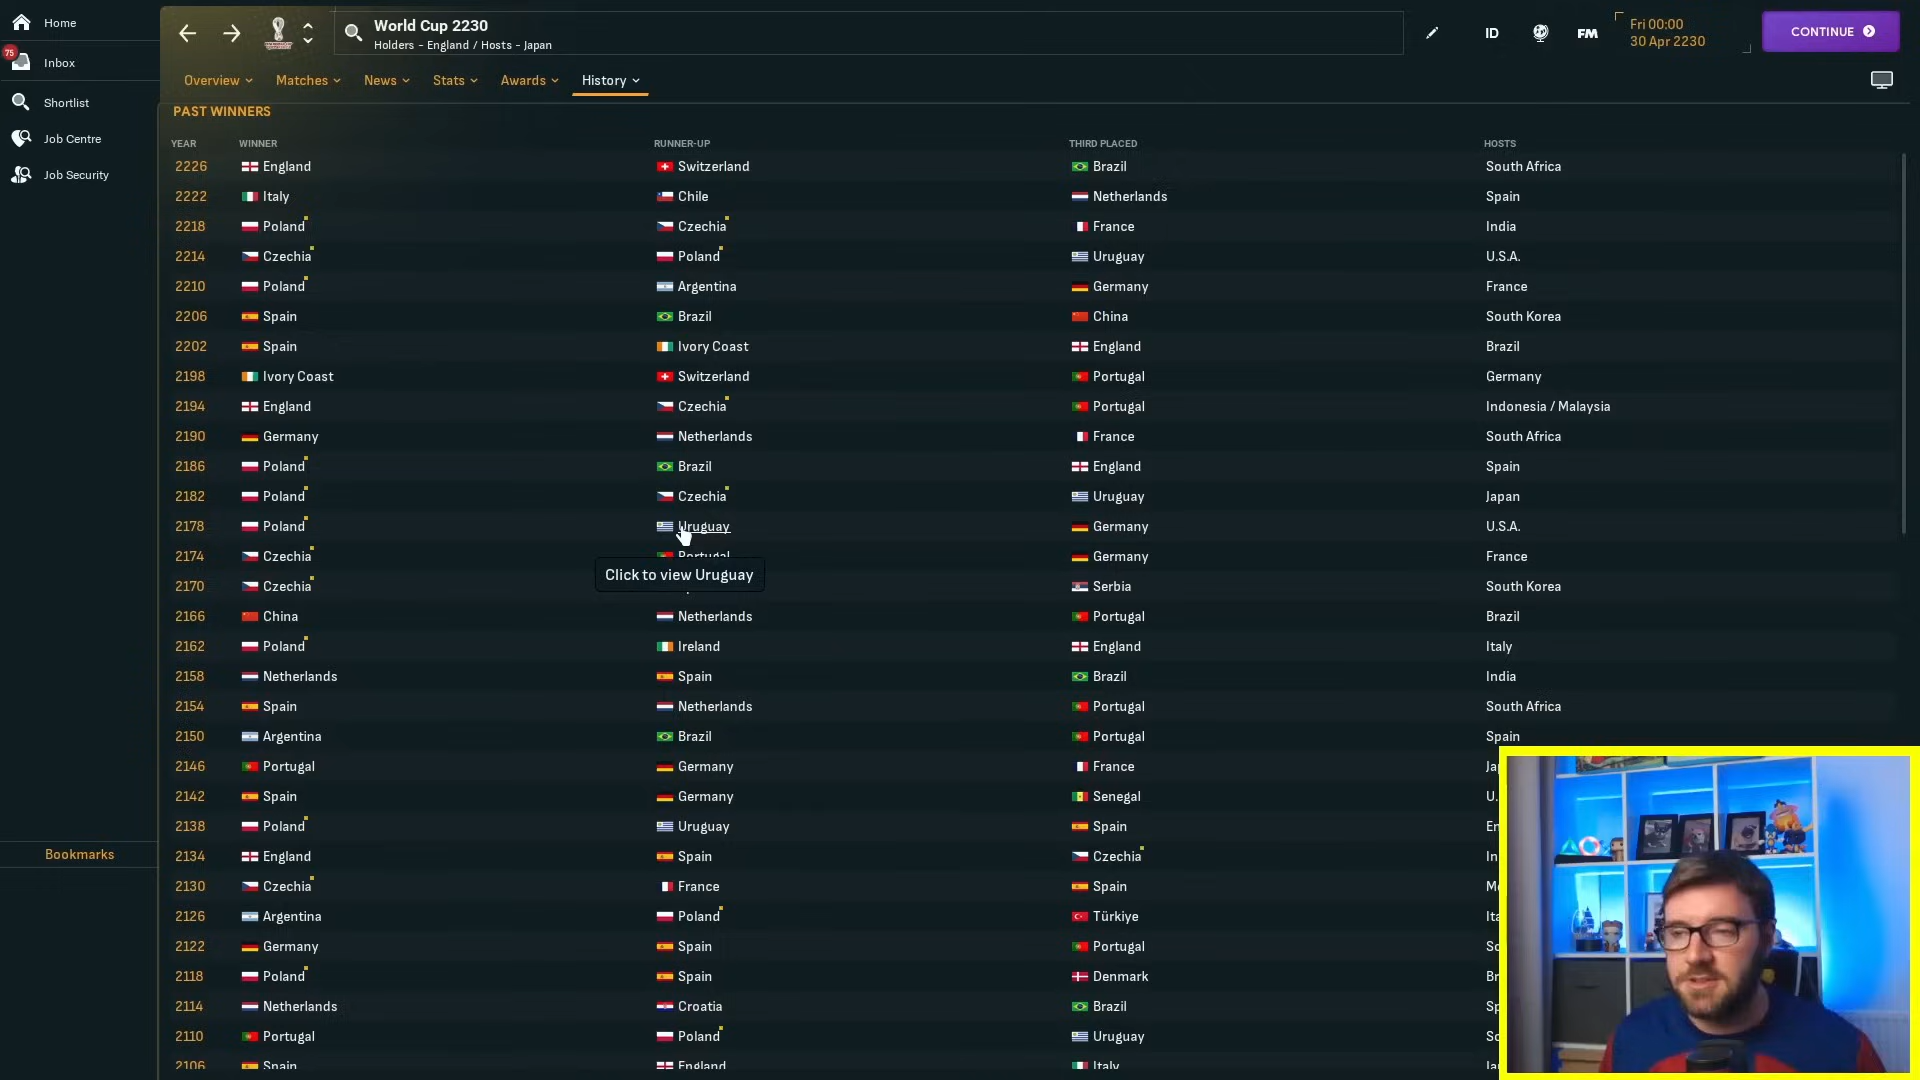 Home
75
Inbox
Shortlist
Job Centre
Job Security
Bookmarks
World Cup 2230
Holders - England / Hosts - Japan
ID
FM
Fri 00:00
30 Apr 2230
CONTINUE
Overview Matches News Stats Awards History
PAST WINNERS
YEAR WINNER RUNNER-UP THIRD PLACED HOSTS
2226 England Switzerland Brazil South Africa
2222 Italy Chile Netherlands Spain
2218 Poland Czechia France India
2214 Czechia Poland Uruguay U.S.A.
2210 Poland Argentina Germany France
2206 Spain Brazil China South Korea
2202 Spain Ivory Coast England Brazil
2198 Ivory Coast Switzerland Portugal Germany
2194 England Czechia Portugal Indonesia / Malaysia
2190 Germany Netherlands France South Africa
2186 Poland Brazil England Spain
2182 Poland Czechia Uruguay Japan
2178 Poland Uruguay Germany U.S.A.
2174 Czechia Portugal Germany France
Click to view Uruguay
2170 Czechia Serbia South Korea
2166 China Netherlands Portugal Brazil
2162 Poland Ireland England Italy
2158 Netherlands Spain Brazil India
2154 Spain Netherlands Portugal South Africa
2150 Argentina Brazil Portugal Spain
2146 Portugal Germany France
2142 Spain Germany Senegal U.
2138 Poland Uruguay Spain
2134 England Spain Czechia
2130 Czechia France Spain
2126 Argentina Poland Türkiye
2122 Germany Spain Portugal
2118 Poland Spain Denmark
2114 Netherlands Croatia Brazil
2110 Portugal Poland Uruguay
2106 Spain England Italy